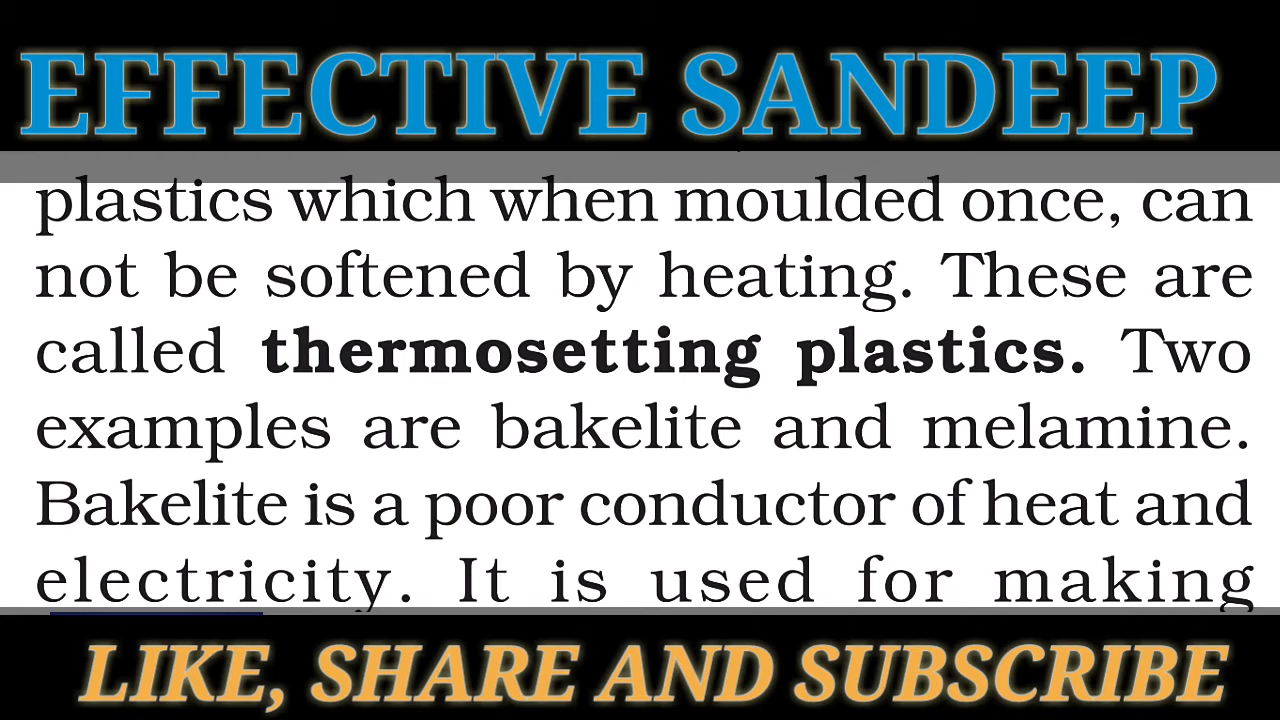 EFFECTIVE SANDEEP
plastics which when moulded once, can
not be softened by heating. These are
called thermosetting plastics. Two
examples are bakelite and melamine.
Bakelite is a poor conductor of heat and
electricity. It is used for making
LIKE, SHARE AND SUBSCRIBE